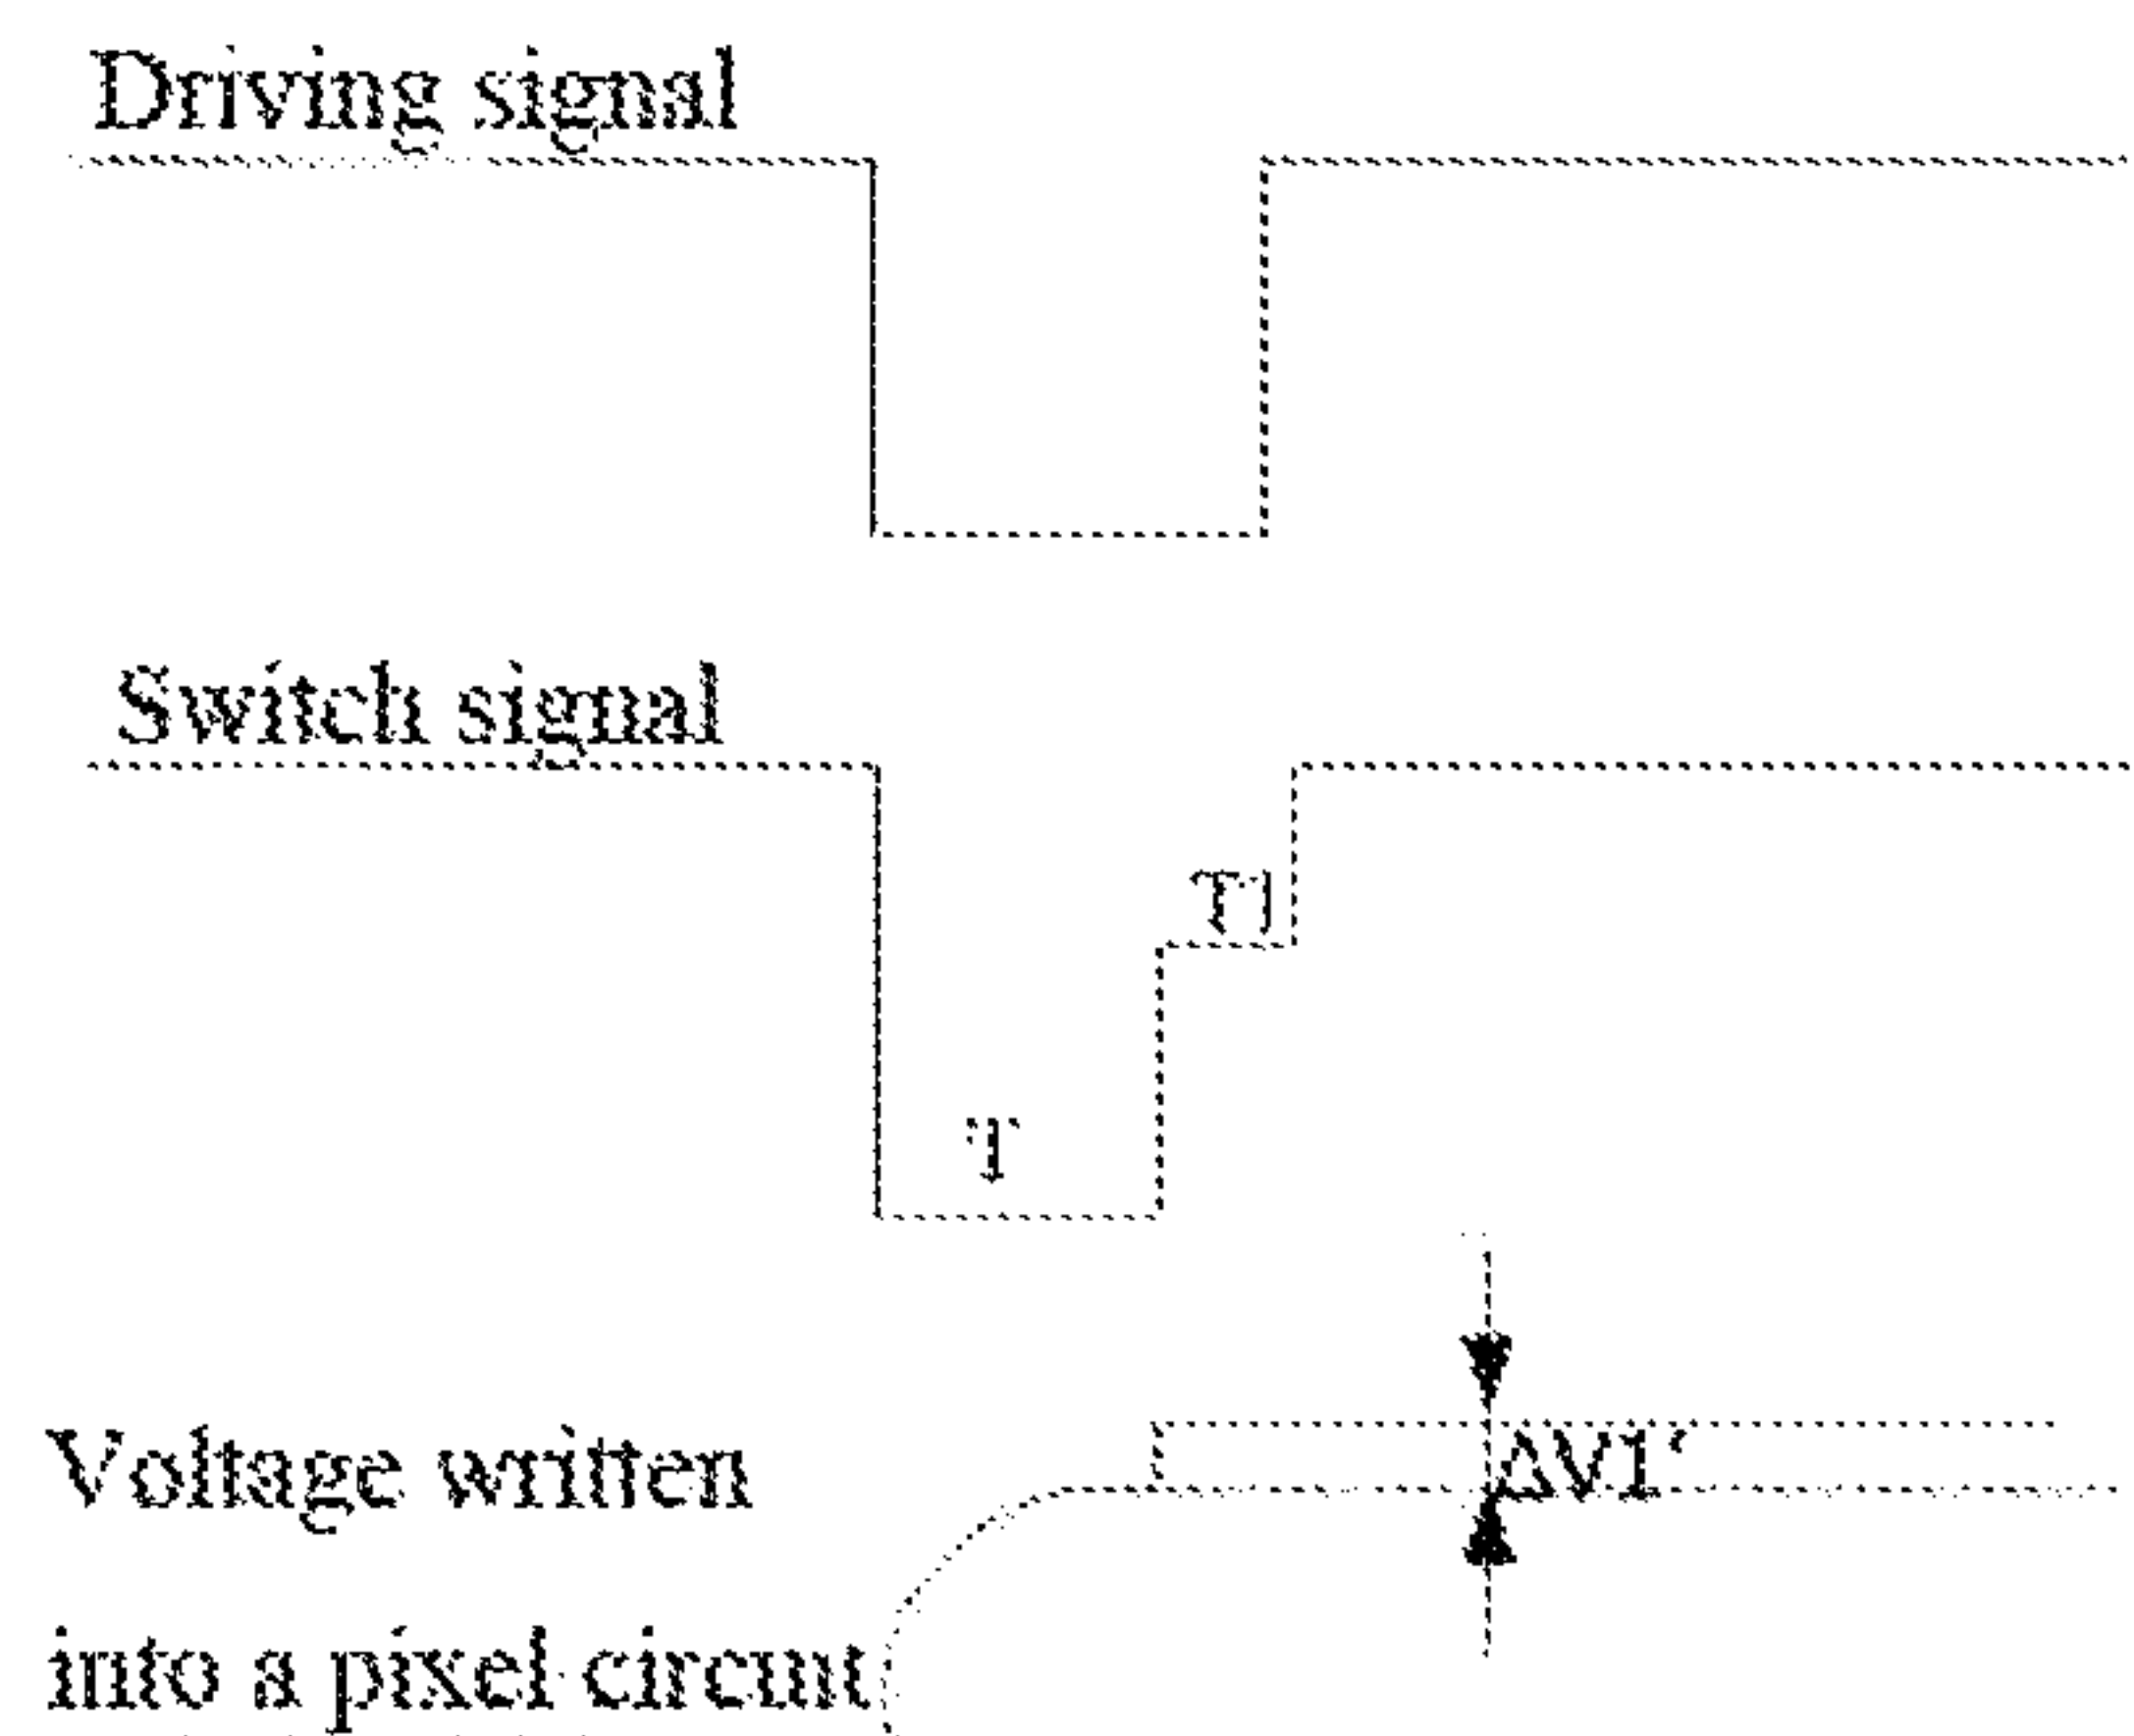 Driving signal
Switch signal
T1
T
Voltage written
ΔV1‘
into a pixel circuit